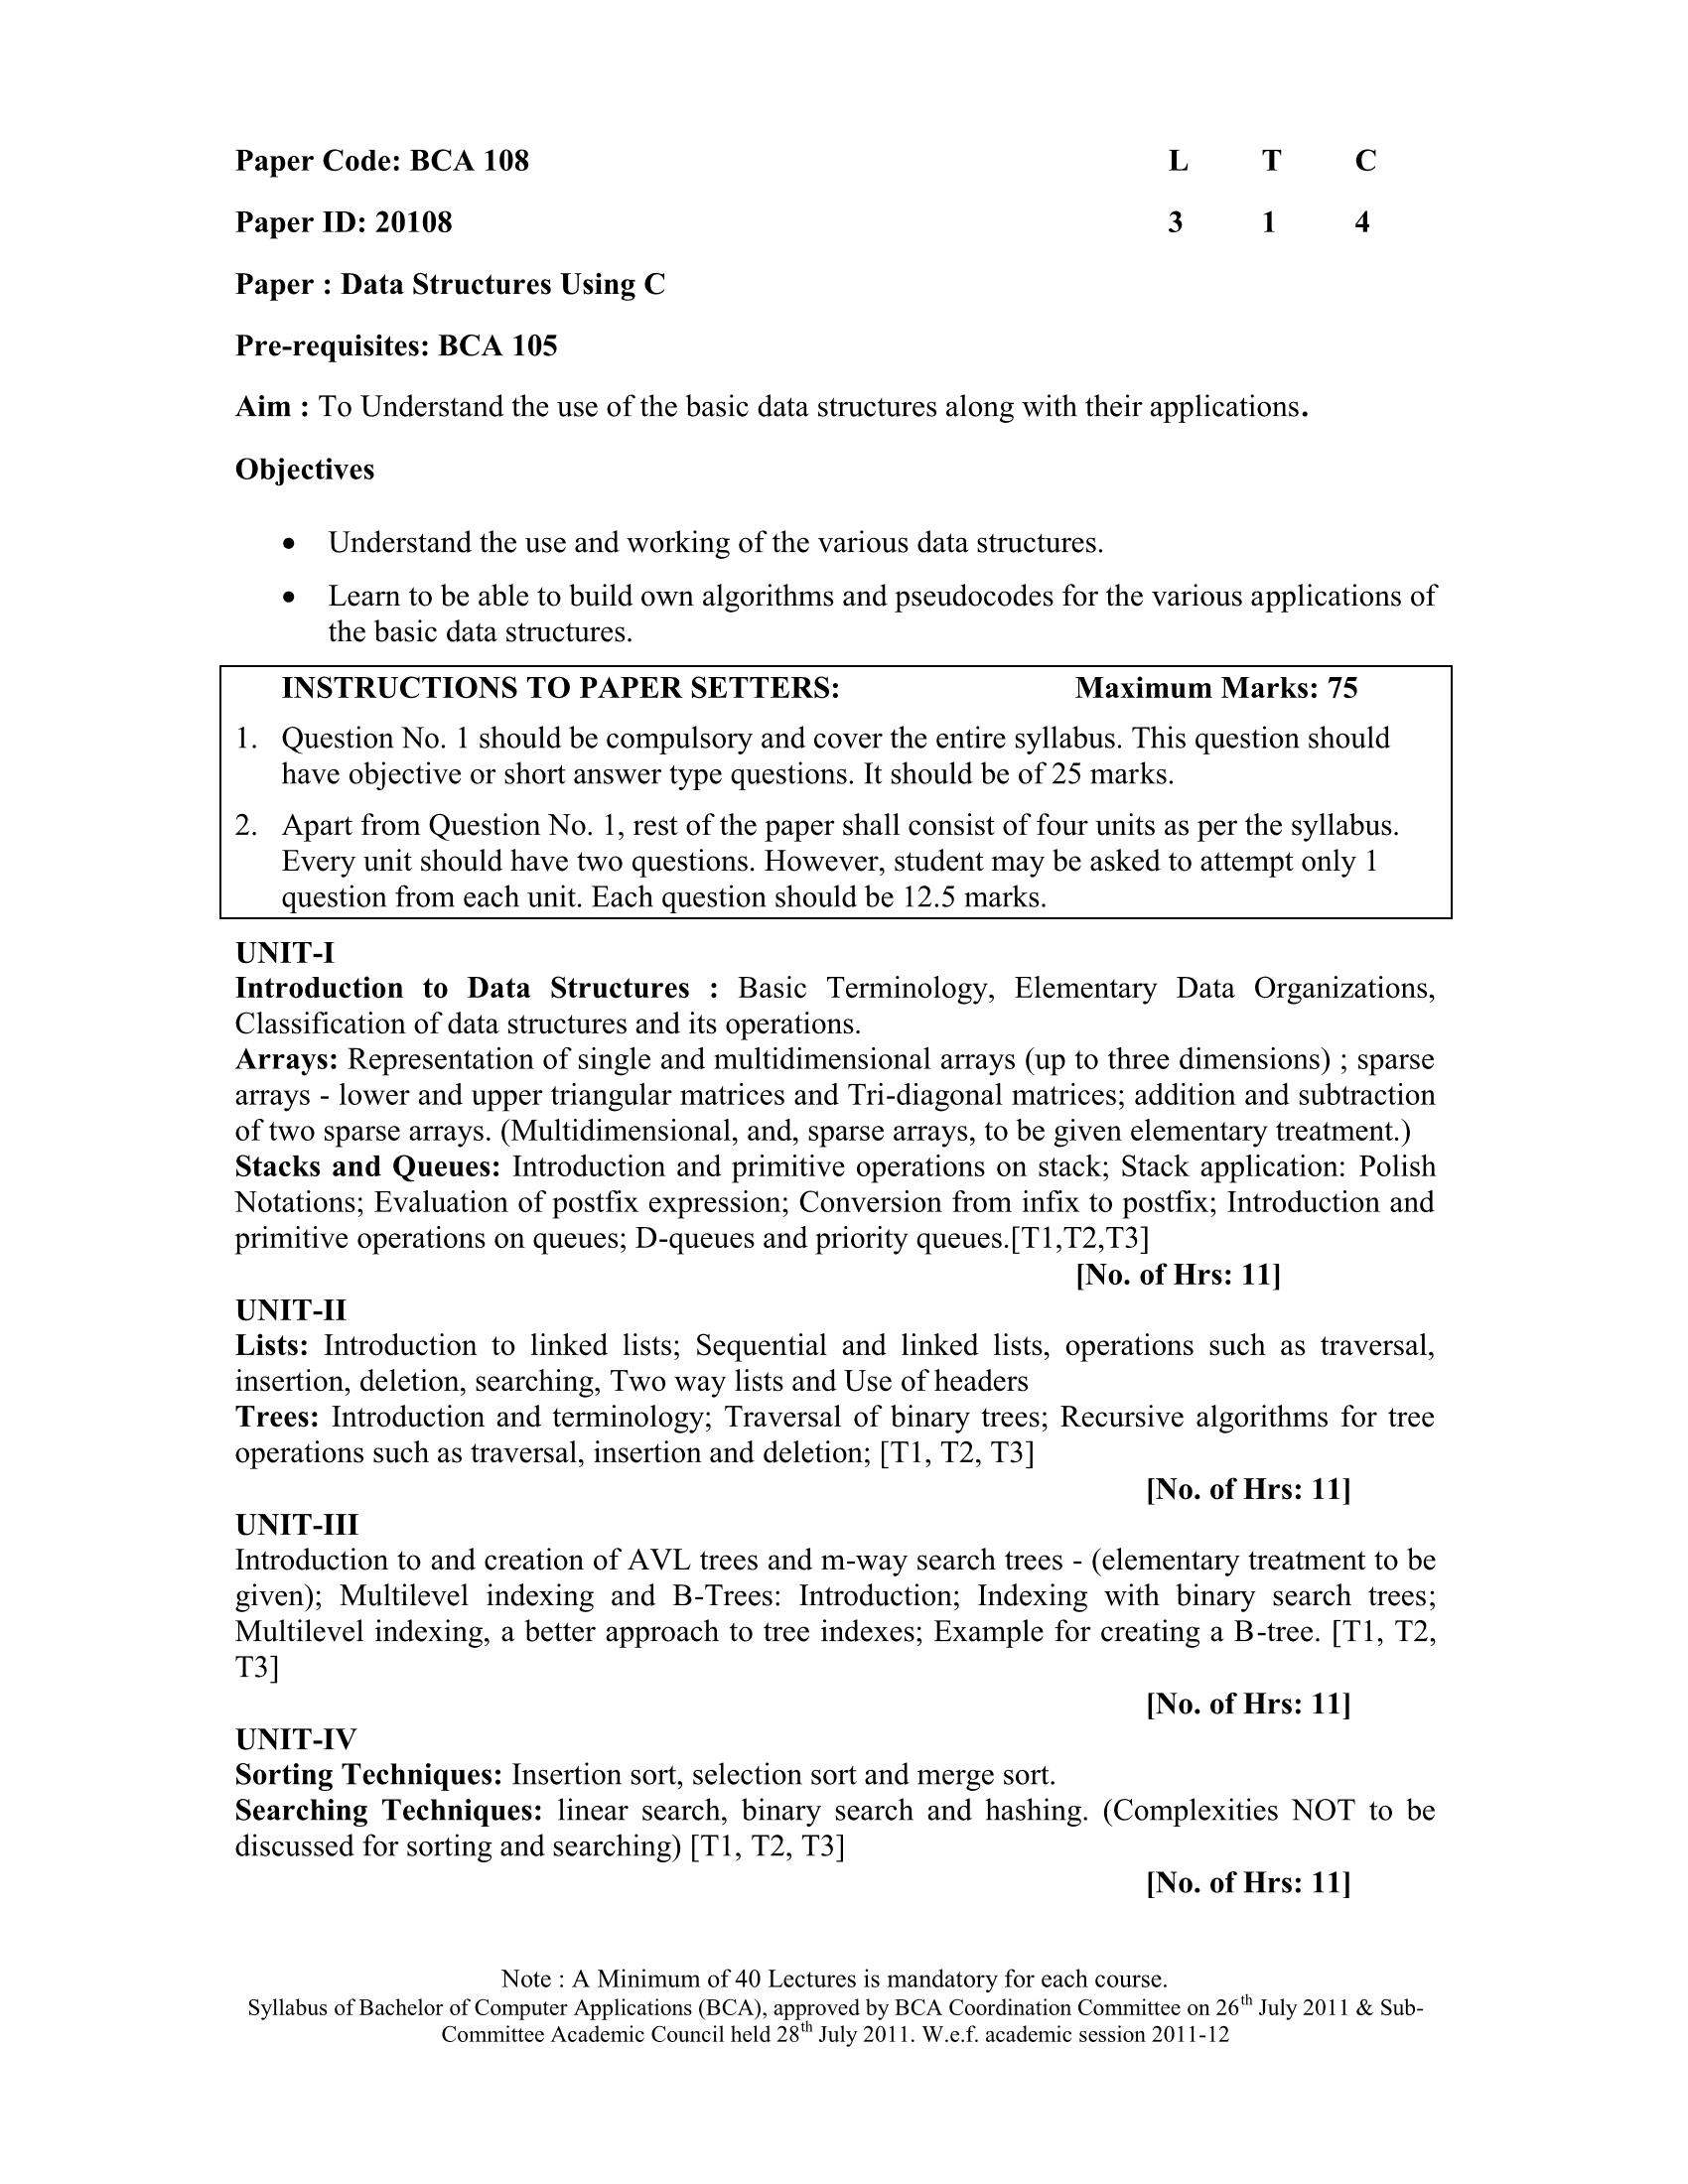 Paper Code: BCA 108 L T C
Paper ID: 20108 3 1 4
Paper : Data Structures Using C
Pre-requisites: BCA 105
Aim : To Understand the use of the basic data structures along with their applications.
Objectives
• Understand the use and working of the various data structures.
• Learn to be able to build own algorithms and pseudocodes for the various applications of
the basic data structures.
INSTRUCTIONS TO PAPER SETTERS: Maximum Marks: 75
1. Question No. 1 should be compulsory and cover the entire syllabus. This question should
have objective or short answer type questions. It should be of 25 marks.
2. Apart from Question No. 1, rest of the paper shall consist of four units as per the syllabus.
Every unit should have two questions. However, student may be asked to attempt only 1
question from each unit. Each question should be 12.5 marks.
UNIT-I
Introduction to Data Structures : Basic Terminology, Elementary Data Organizations,
Classification of data structures and its operations.
Arrays: Representation of single and multidimensional arrays (up to three dimensions) ; sparse
arrays - lower and upper triangular matrices and Tri-diagonal matrices; addition and subtraction
of two sparse arrays. (Multidimensional, and, sparse arrays, to be given elementary treatment.)
Stacks and Queues: Introduction and primitive operations on stack; Stack application: Polish
Notations; Evaluation of postfix expression; Conversion from infix to postfix; Introduction and
primitive operations on queues; D-queues and priority queues.[T1,T2,T3]
[No. of Hrs: 11]
UNIT-II
Lists: Introduction to linked lists; Sequential and linked lists, operations such as traversal,
insertion, deletion, searching, Two way lists and Use of headers
Trees: Introduction and terminology; Traversal of binary trees; Recursive algorithms for tree
operations such as traversal, insertion and deletion; [T1, T2, T3]
[No. of Hrs: 11]
UNIT-III
Introduction to and creation of AVL trees and m-way search trees - (elementary treatment to be
given); Multilevel indexing and B-Trees: Introduction; Indexing with binary search trees;
Multilevel indexing, a better approach to tree indexes; Example for creating a B-tree. [T1, T2,
T3]
[No. of Hrs: 11]
UNIT-IV
Sorting Techniques: Insertion sort, selection sort and merge sort.
Searching Techniques: linear search, binary search and hashing. (Complexities NOT to be
discussed for sorting and searching) [T1, T2, T3]
[No. of Hrs: 11]
Note : A Minimum of 40 Lectures is mandatory for each course.
Syllabus of Bachelor of Computer Applications (BCA), approved by BCA Coordination Committee on 26th July 2011 & Sub-
Committee Academic Council held 28th July 2011. W.e.f. academic session 2011-12